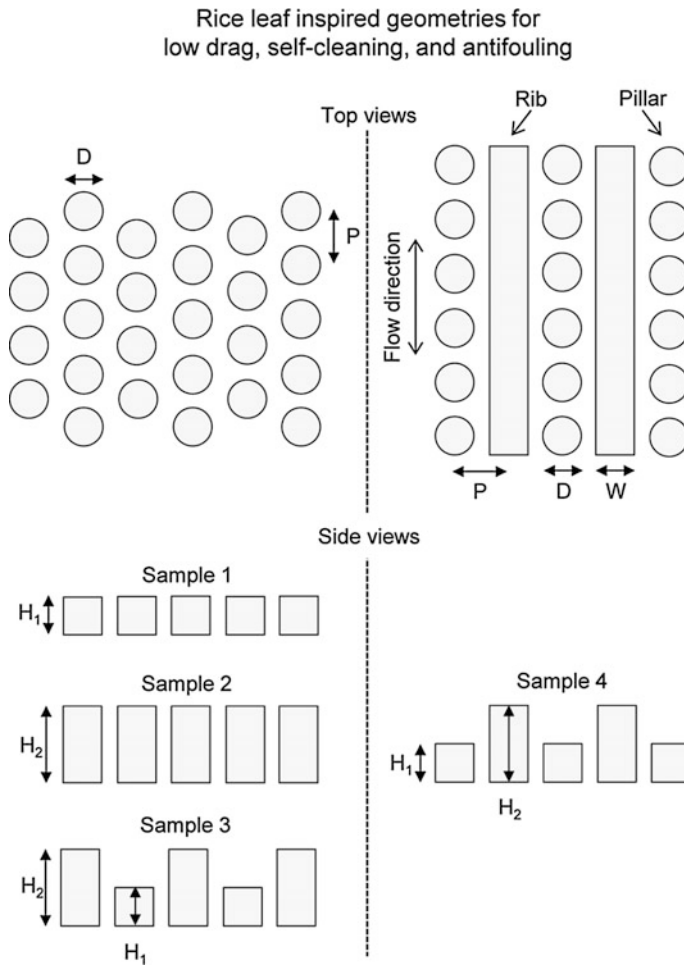 Rice leaf inspired geometries for
low drag, self-cleaning, and antifouling
Top views
Rib
Pillar
D
P
Flow direction
P
D
W
Side views
Sample 1
H₁
Sample 2
H₂
Sample 3
H₂
H₁
Sample 4
H₁
H₂